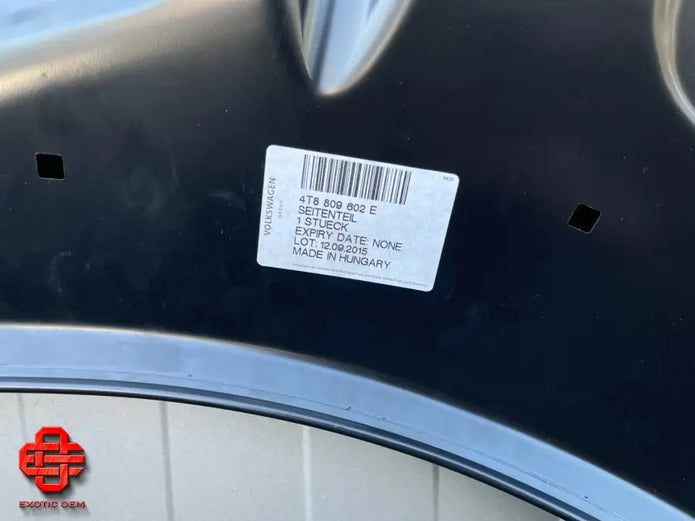 VOLKSWAGEN
GROUP
4T8 809 602 E
SEITENTEIL
1 STUECK
EXPIRY DATE: NONE
LOT: 12.09.2015
MADE IN HUNGARY
EXOTIC OEM